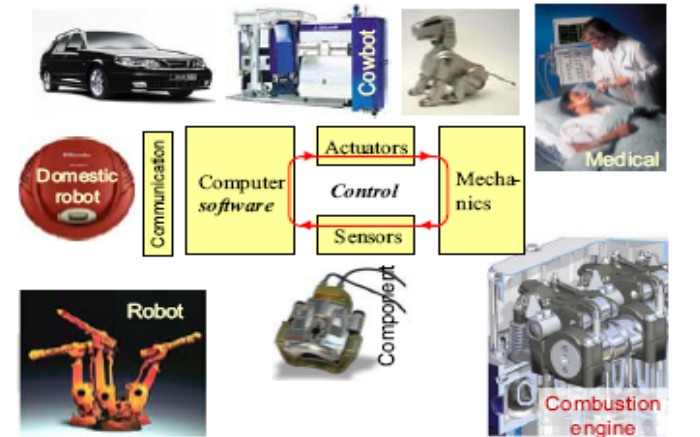 Cowbot
Medical
Domestic
robot
Communication
Computer
software
Actuators
Control
Sensors
Mecha-
nics
Robot
Component
Combustion
engine